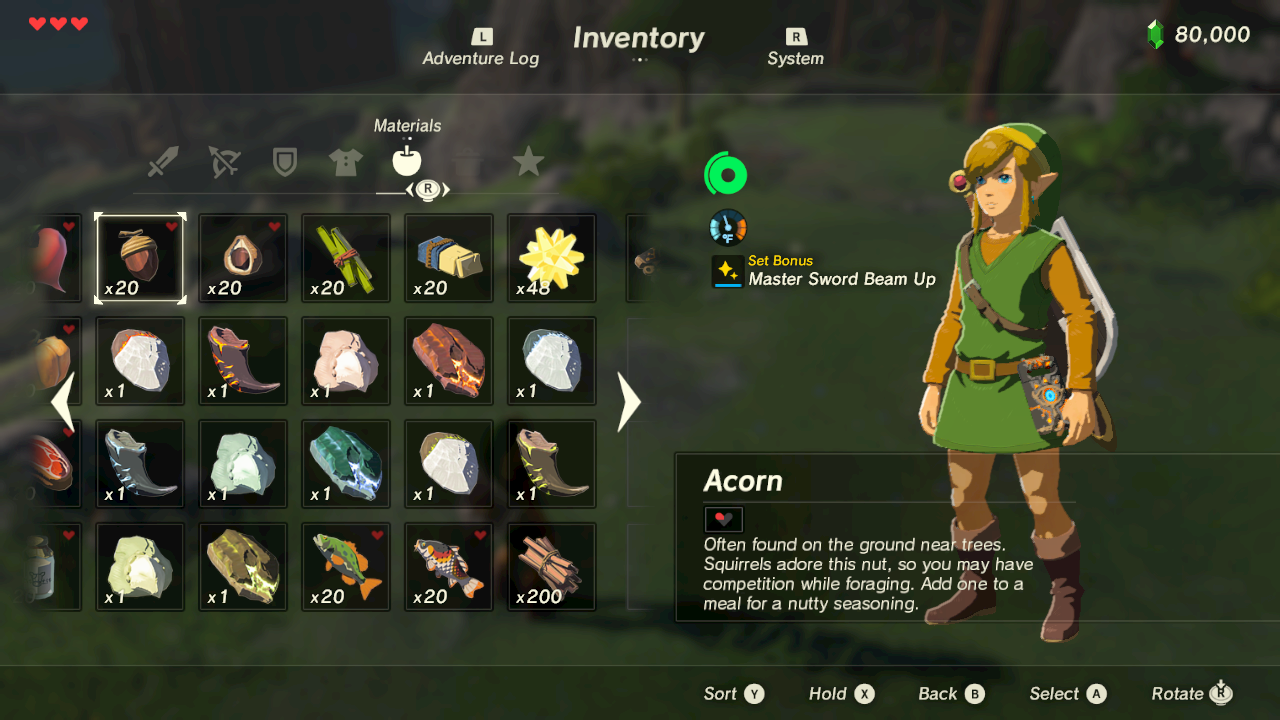 L
Inventory
R
80,000
Adventure Log
System
Materials
R
°F
Set Bonus
Master Sword Beam Up
x20
x20
x20
x20
x48
x1
x1
x1
x1
x1
x1
x1
x1
x1
x1
x1
x1
x20
x20
x200
Acorn
Often found on the ground near trees.
Squirrels adore this nut, so you may have
competition while foraging. Add one to a
meal for a nutty seasoning.
Sort Y
Hold X
Back B
Select A
Rotate R